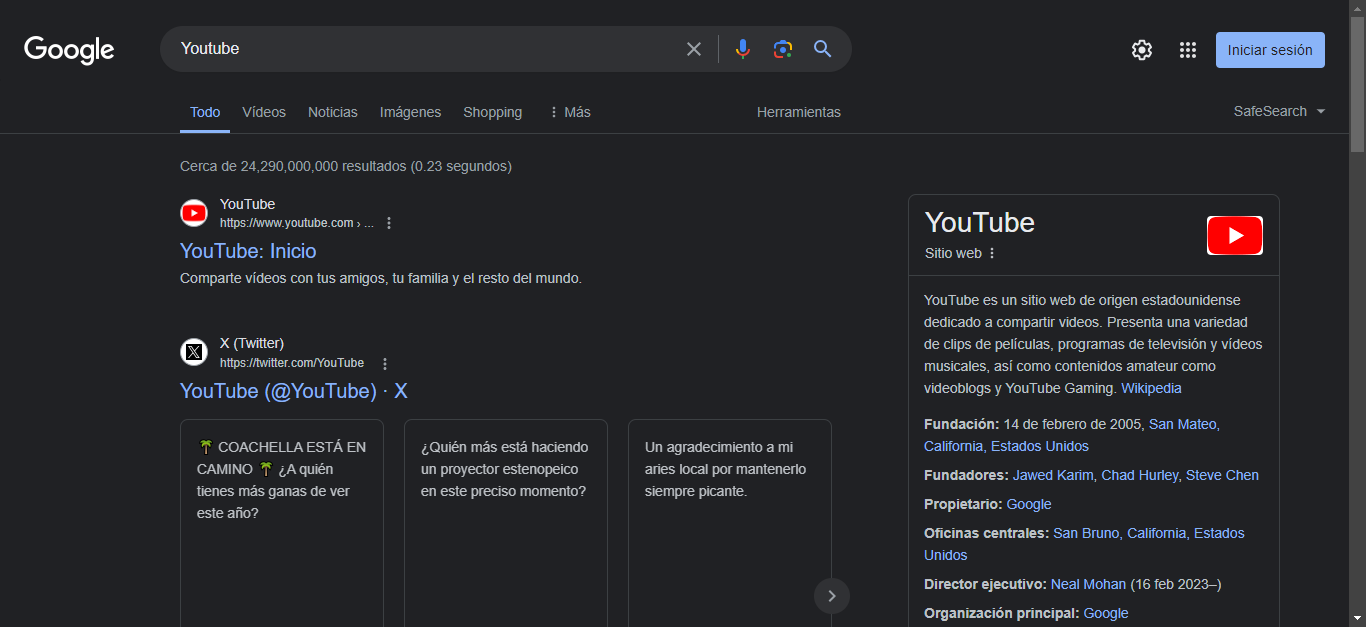 Google
Youtube
Iniciar sesión
Todo Vídeos Noticias Imágenes Shopping Más Herramientas SafeSearch
Cerca de 24,290,000,000 resultados (0.23 segundos)
YouTube
https://www.youtube.com › ...
YouTube: Inicio
Comparte vídeos con tus amigos, tu familia y el resto del mundo.
X (Twitter)
https://twitter.com/YouTube
YouTube (@YouTube) · X
🌴 COACHELLA ESTÁ EN
CAMINO 🌴 ¿A quién
tienes más ganas de ver
este año?
¿Quién más está haciendo
un proyector estenopeico
en este preciso momento?
Un agradecimiento a mi
aries local por mantenerlo
siempre picante.
YouTube
Sitio web
YouTube es un sitio web de origen estadounidense
dedicado a compartir videos. Presenta una variedad
de clips de películas, programas de televisión y vídeos
musicales, así como contenidos amateur como
videoblogs y YouTube Gaming. Wikipedia
Fundación: 14 de febrero de 2005, San Mateo,
California, Estados Unidos
Fundadores: Jawed Karim, Chad Hurley, Steve Chen
Propietario: Google
Oficinas centrales: San Bruno, California, Estados
Unidos
Director ejecutivo: Neal Mohan (16 feb 2023–)
Organización principal: Google